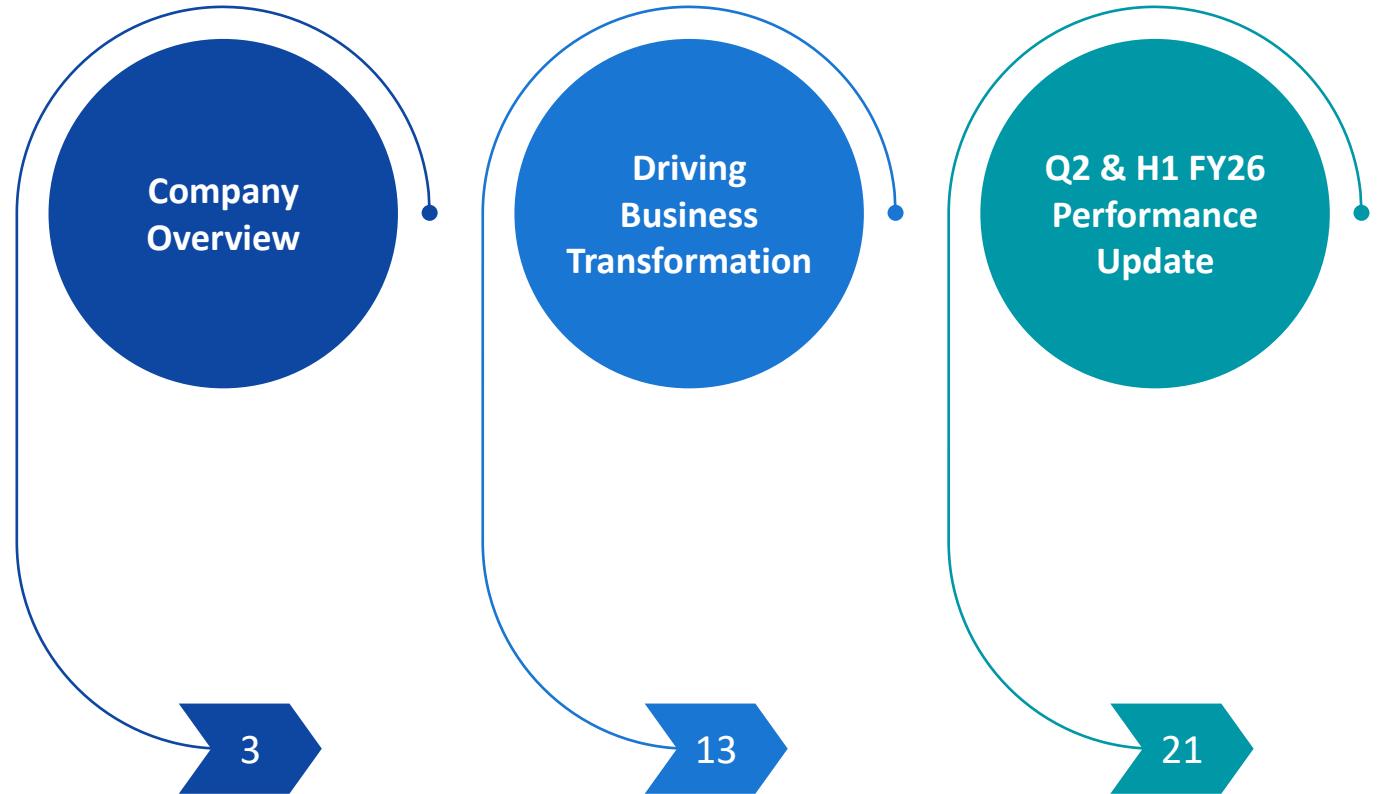 Company
Overview
3
Driving
Business
Transformation
13
Q2 & H1 FY26
Performance
Update
21